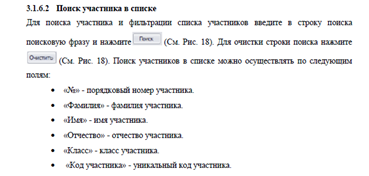 3.1.6.2 Поиск участника в списке
Для поиска участника и фильтрации списка участников введите в строку поиска
поисковую фразу и нажмите Поиск (См. Рис. 18). Для очистки строки поиска нажмите
Очистить (См. Рис. 18). Поиск участников в списке можно осуществлять по следующим
полям:
• «№» - порядковый номер участника.
• «Фамилия» - фамилия участника.
• «Имя» - имя участника.
• «Отчество» - отчество участника.
• «Класс» - класс участника.
• «Код участника» - уникальный код участника.